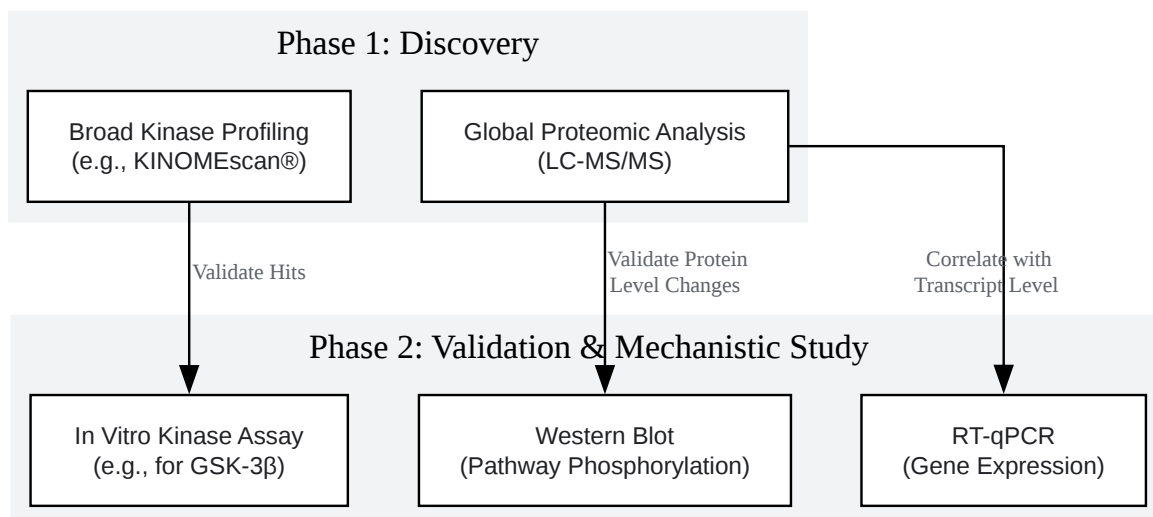 Phase 1: Discovery
Broad Kinase Profiling
(e.g., KINOMEscan®)
Global Proteomic Analysis
(LC-MS/MS)
Validate Hits
Validate Protein
Level Changes
Correlate with
Transcript Level
Phase 2: Validation & Mechanistic Study
In Vitro Kinase Assay
(e.g., for GSK-3β)
Western Blot
(Pathway Phosphorylation)
RT-qPCR
(Gene Expression)